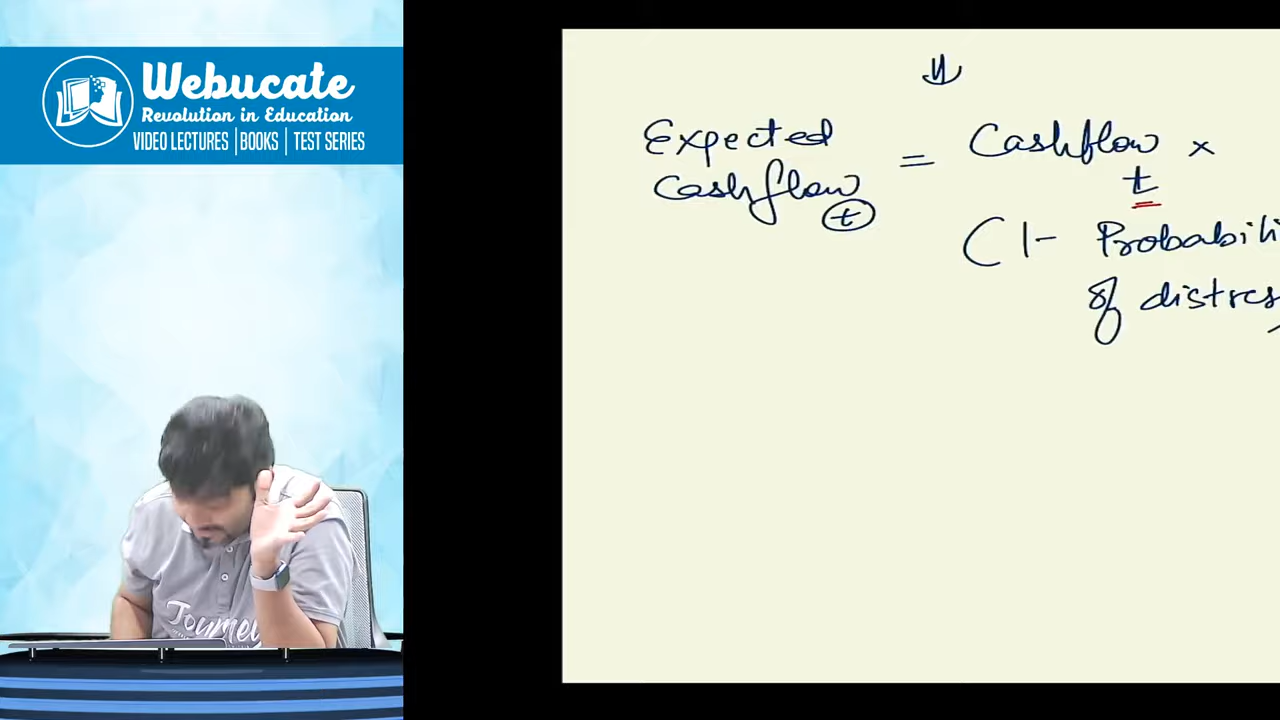 Webucate
Revolution in Education
VIDEO LECTURES | BOOKS | TEST SERIES
Expected = Cashflow t ×
Cashflow t
(1- Probabili
of distres
Journey